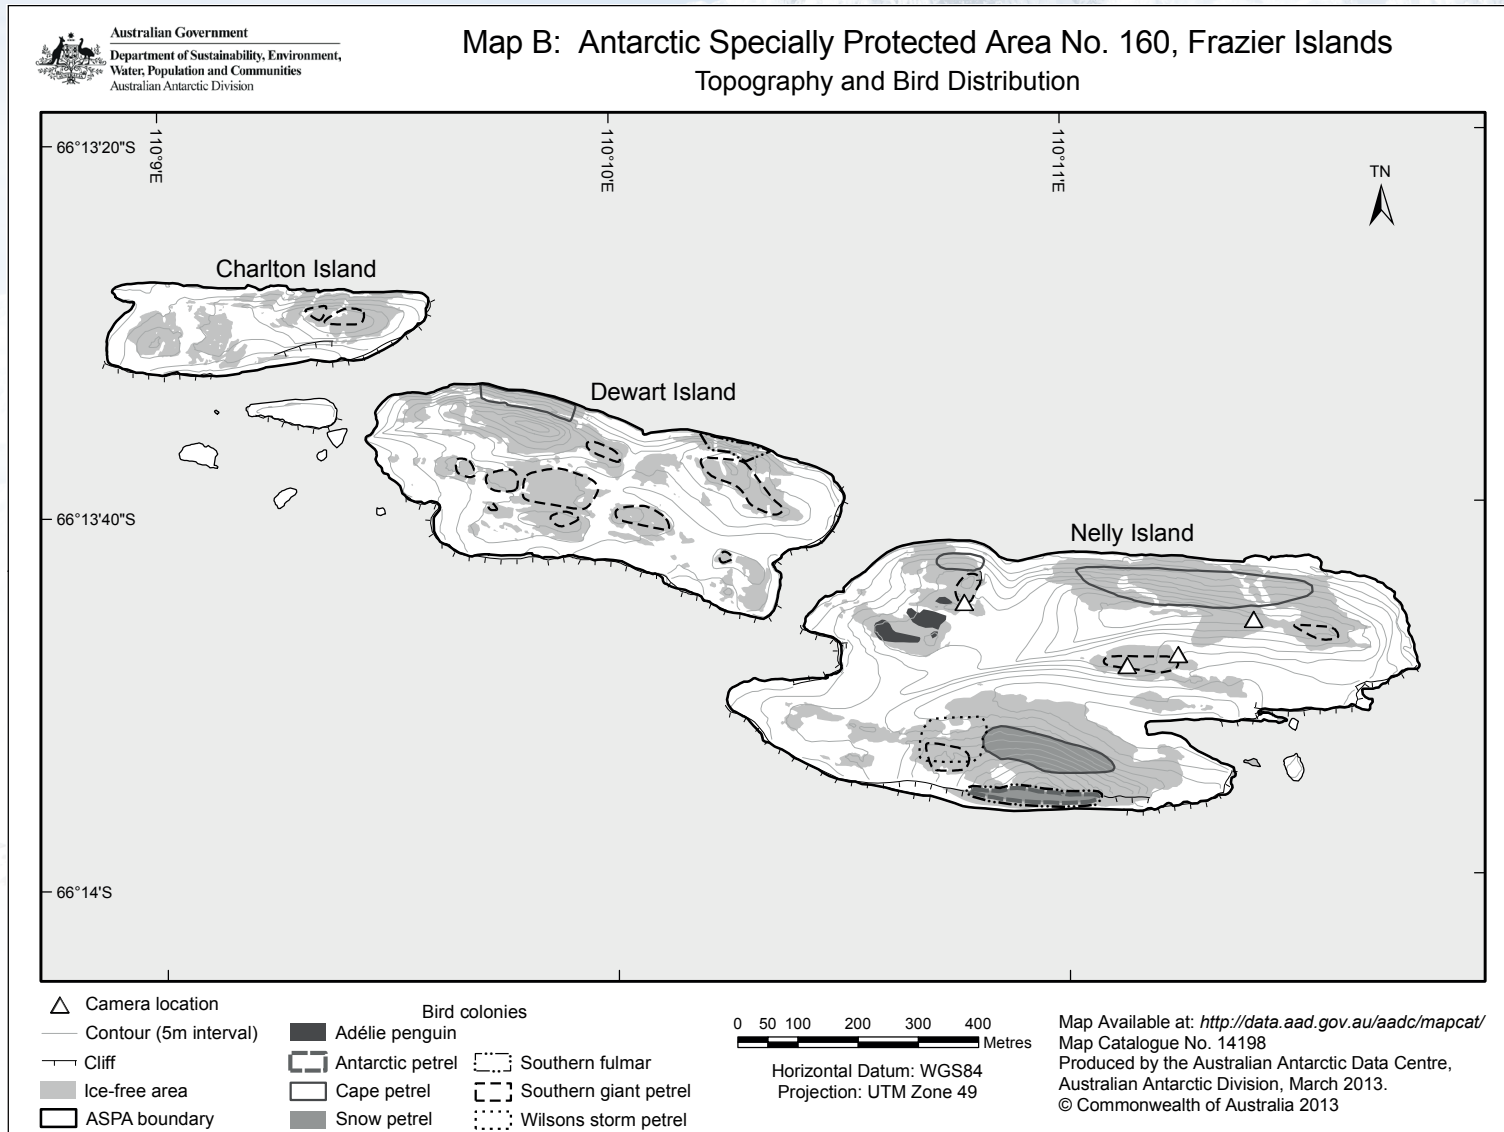 Australian Government
Department of Sustainability, Environment,
Water, Population and Communities
Australian Antarctic Division
Map B: Antarctic Specially Protected Area No. 160, Frazier Islands
Topography and Bird Distribution
110°9'E
110°10'E
110°11'E
66°13'20"S
TN
Charlton Island
Dewart Island
66°13'40"S
Nelly Island
66°14'S
Camera location
Contour (5m interval)
Cliff
Ice-free area
ASPA boundary
Bird colonies
Adélie penguin
Antarctic petrel
Cape petrel
Snow petrel
Southern fulmar
Southern giant petrel
Wilsons storm petrel
0 50 100 200 300 400
Metres
Horizontal Datum: WGS84
Projection: UTM Zone 49
Map Available at: http://data.aad.gov.au/aadc/mapcat/
Map Catalogue No. 14198
Produced by the Australian Antarctic Data Centre,
Australian Antarctic Division, March 2013.
© Commonwealth of Australia 2013